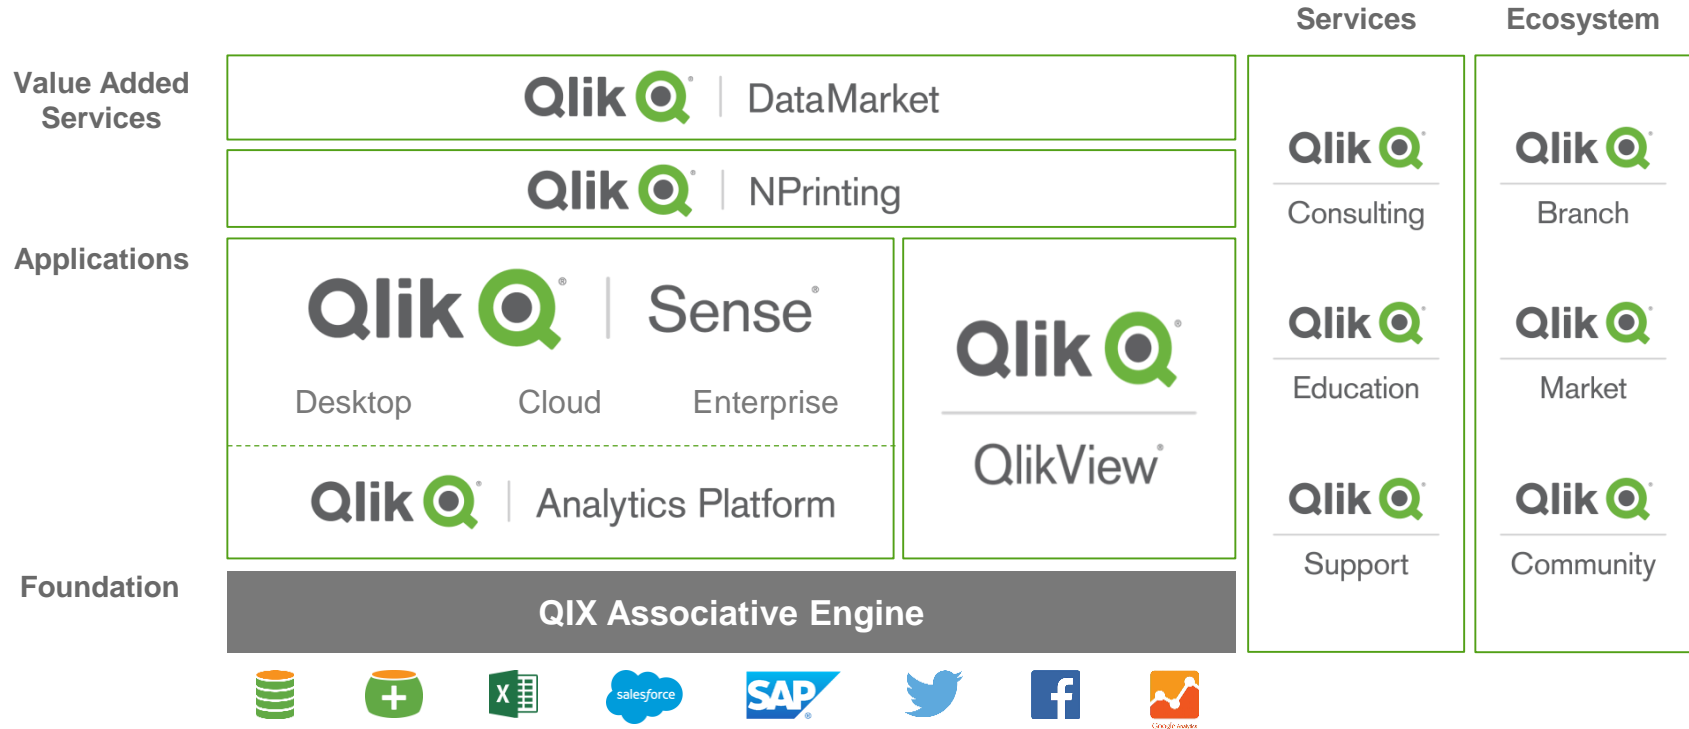 Services
Ecosystem
Value Added
Services
Qlik® | DataMarket
Qlik® | NPrinting
Applications
Qlik® | Sense®
Desktop Cloud Enterprise
Qlik® | Analytics Platform
Qlik®
QlikView®
Foundation
QIX Associative Engine
X
salesforce
SAP®
f
Google Analytics
Qlik®
Consulting
Qlik®
Education
Qlik®
Support
Qlik®
Branch
Qlik®
Market
Qlik®
Community